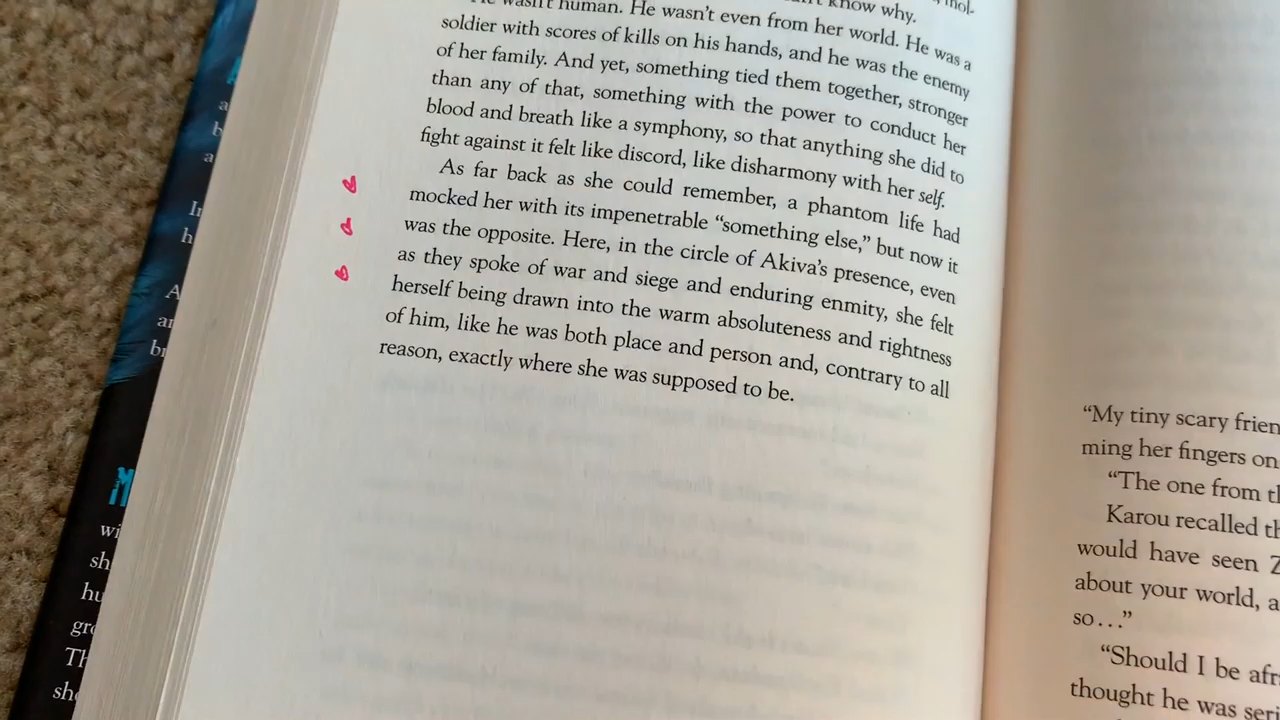 know why.
He wasn't human. He wasn't even from her world. He was a
soldier with scores of kills on his hands, and he was the enemy
of her family. And yet, something tied them together, stronger
than any of that, something with the power to conduct her
blood and breath like a symphony, so that anything she did to
fight against it felt like discord, like disharmony with her self.
As far back as she could remember, a phantom life had
mocked her with its impenetrable “something else,” but now it
was the opposite. Here, in the circle of Akiva’s presence, even
as they spoke of war and siege and enduring enmity, she felt
herself being drawn into the warm absoluteness and rightness
of him, like he was both place and person and, contrary to all
reason, exactly where she was supposed to be.
“My tiny scary frien
ming her fingers on
“The one from th
Karou recalled th
would have seen Z
about your world, a
so…”
“Should I be afr
thought he was seri